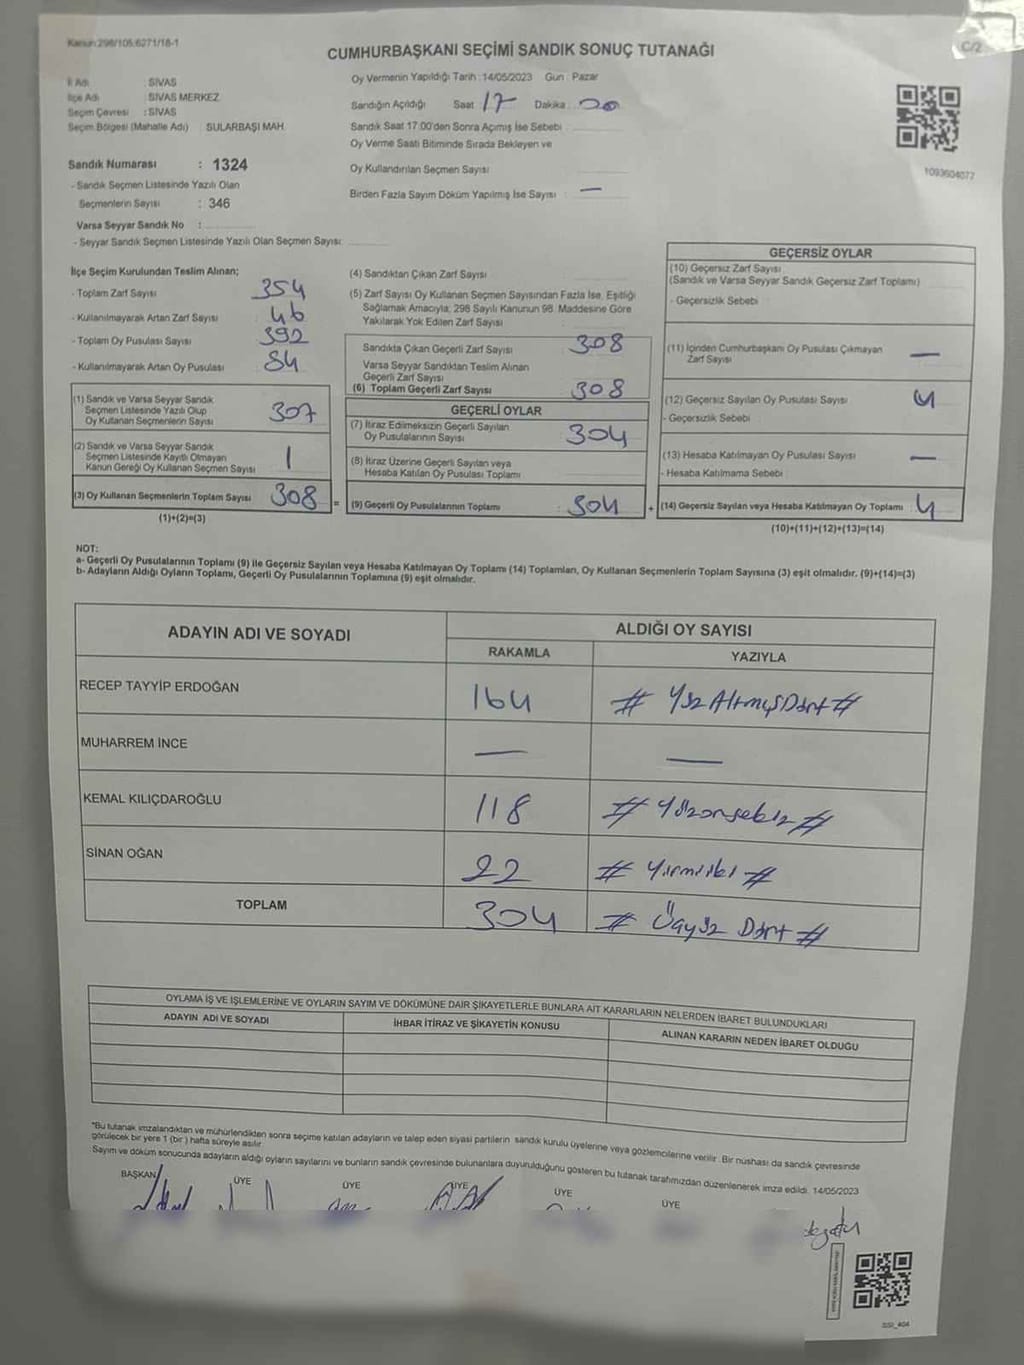 Kanun:298/105;6271/18-1
C/2
CUMHURBAŞKANI SEÇİMİ SANDIK SONUÇ TUTANAĞI
İl Adı : SİVAS
İlçe Adı : SİVAS MERKEZ
Seçim Çevresi : SİVAS
Seçim Bölgesi (Mahalle Adı) SULARBAŞI MAH.
Sandık Numarası : 1324
- Sandık Seçmen Listesinde Yazılı Olan
Seçmenlerin Sayısı : 346
Varsa Seyyar Sandık No :
- Seyyar Sandık Seçmen Listesinde Yazılı Olan Seçmen Sayısı:
Oy Vermenin Yapıldığı Tarih :14/05/2023 Gün : Pazar
Sandığın Açıldığı Saat 17 Dakika 20
Sandık Saat 17.00'den Sonra Açımış İse Sebebi
Oy Verme Saati Bitiminde Sırada Bekleyen ve
Oy Kullandırılan Seçmen Sayısı
Birden Fazla Sayım Döküm Yapılmış İse Sayısı : —
1093604077
İlçe Seçim Kurulundan Teslim Alınan;
- Toplam Zarf Sayısı 354
- Kullanılmayarak Artan Zarf Sayısı 46
- Toplam Oy Pusulası Sayısı 392
- Kullanılmayarak Artan Oy Pusulası 84
(1) Sandık ve Varsa Seyyar Sandık
Seçmen Listesinde Yazılı Olup
Oy Kullanan Seçmenlerin Sayısı 307
(2) Sandık ve Varsa Seyyar Sandık
Seçmen Listesinde Kayıtlı Olmayan
Kanun Gereği Oy Kullanan Seçmen Sayısı 1
(3) Oy Kullanan Seçmenlerin Toplam Sayısı 308 =
(1)+(2)=(3)
(4) Sandıktan Çıkan Zarf Sayısı
(5) Zarf Sayısı Oy Kullanan Seçmen Sayısından Fazla İse, Eşitliği
Sağlamak Amacıyla; 298 Sayılı Kanunun 98. Maddesine Göre
Yakılarak Yok Edilen Zarf Sayısı
Sandıkta Çıkan Geçerli Zarf Sayısı 308
Varsa Seyyar Sandıktan Teslim Alınan
Geçerli Zarf Sayısı
(6) Toplam Geçerli Zarf Sayısı 308
GEÇERLİ OYLAR
(7) İtiraz Edilmeksizin Geçerli Sayılan
Oy Pusulalarının Sayısı 304
(8) İtiraz Üzerine Geçerli Sayılan veya
Hesaba Katılan Oy Pusulası Toplamı
(9) Geçerli Oy Pusulalarının Toplamı : 304 +
GEÇERSİZ OYLAR
(10) Geçersiz Zarf Sayısı
(Sandık ve Varsa Seyyar Sandık Geçersiz Zarf Toplamı)
- Geçersizlik Sebebi
(11) İçinden Cumhurbaşkanı Oy Pusulası Çıkmayan
Zarf Sayısı —
(12) Geçersiz Sayılan Oy Pusulası Sayısı 4
- Geçersizlik Sebebi
(13) Hesaba Katılmayan Oy Pusulası Sayısı —
- Hesaba Katılmama Sebebi
(14) Geçersiz Sayılan veya Hesaba Katılmayan Oy Toplamı : 4
(10)+(11)+(12)+(13)=(14)
NOT:
a- Geçerli Oy Pusulalarının Toplamı (9) ile Geçersiz Sayılan veya Hesaba Katılmayan Oy Toplamı (14) Toplamları, Oy Kullanan Seçmenlerin Toplam Sayısına (3) eşit olmalıdır. (9)+(14)=(3)
b- Adayların Aldığı Oyların Toplamı, Geçerli Oy Pusulalarının Toplamına (9) eşit olmalıdır.
ADAYIN ADI VE SOYADI ALDIĞI OY SAYISI
RAKAMLA YAZIYLA
RECEP TAYYİP ERDOĞAN 164 # YüzAltmışDört #
MUHARREM İNCE — —
KEMAL KILIÇDAROĞLU 118 # Yüzonsekiz #
SİNAN OĞAN 22 # Yirmiiki #
TOPLAM 304 # Üçyüz Dört #
OYLAMA İŞ VE İŞLEMLERİNE VE OYLARIN SAYIM VE DÖKÜMÜNE DAİR ŞİKAYETLERLE BUNLARA AİT KARARLARIN NELERDEN İBARET BULUNDUKLARI
ADAYIN ADI VE SOYADI İHBAR İTİRAZ VE ŞİKAYETİN KONUSU ALINAN KARARIN NEDEN İBARET OLDUĞU
"Bu tutanak imzalandıktan ve mühürlendikten sonra seçime katılan adayların ve talep eden siyasi partilerin sandık kurulu üyelerine veya gözlemcilerine verilir. Bir nüshası da sandık çevresinde
görülecek bir yere 1 (bir ) hafta süreyle asılır.
Sayım ve döküm sonucunda adayların aldığı oyların sayılarını ve bunların sandık çevresinde bulunanlara duyurulduğunu gösteren bu tutanak tarafımızdan düzenlenerek imza edildi. 14/05/2023
BAŞKAN ÜYE ÜYE ÜYE ÜYE ÜYE
SSI_404